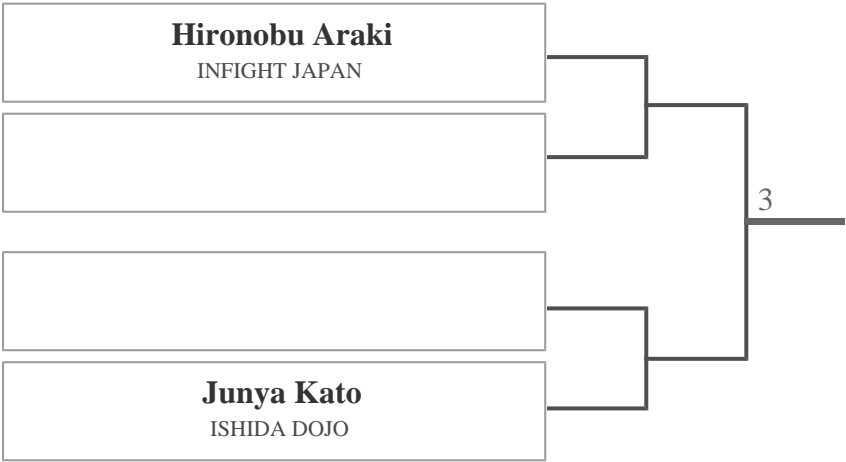 Hironobu Araki
INFIGHT JAPAN
3
Junya Kato
ISHIDA DOJO